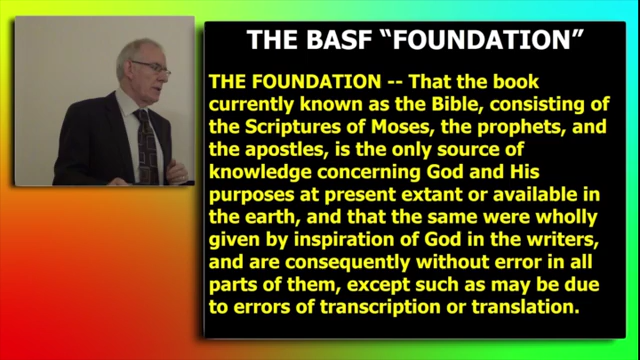 THE BASF “FOUNDATION”
THE FOUNDATION -- That the book
currently known as the Bible, consisting of
the Scriptures of Moses, the prophets, and
the apostles, is the only source of
knowledge concerning God and His
purposes at present extant or available in
the earth, and that the same were wholly
given by inspiration of God in the writers,
and are consequently without error in all
parts of them, except such as may be due
to errors of transcription or translation.